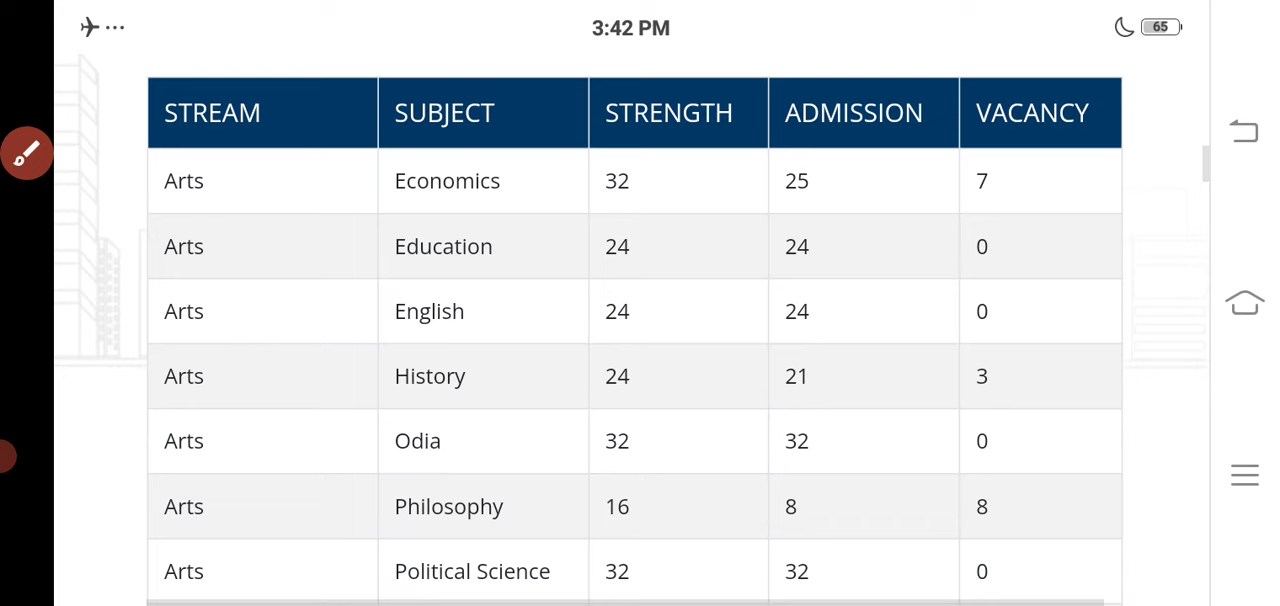 3:42 PM
65
STREAM SUBJECT STRENGTH ADMISSION VACANCY
Arts Economics 32 25 7
Arts Education 24 24 0
Arts English 24 24 0
Arts History 24 21 3
Arts Odia 32 32 0
Arts Philosophy 16 8 8
Arts Political Science 32 32 0